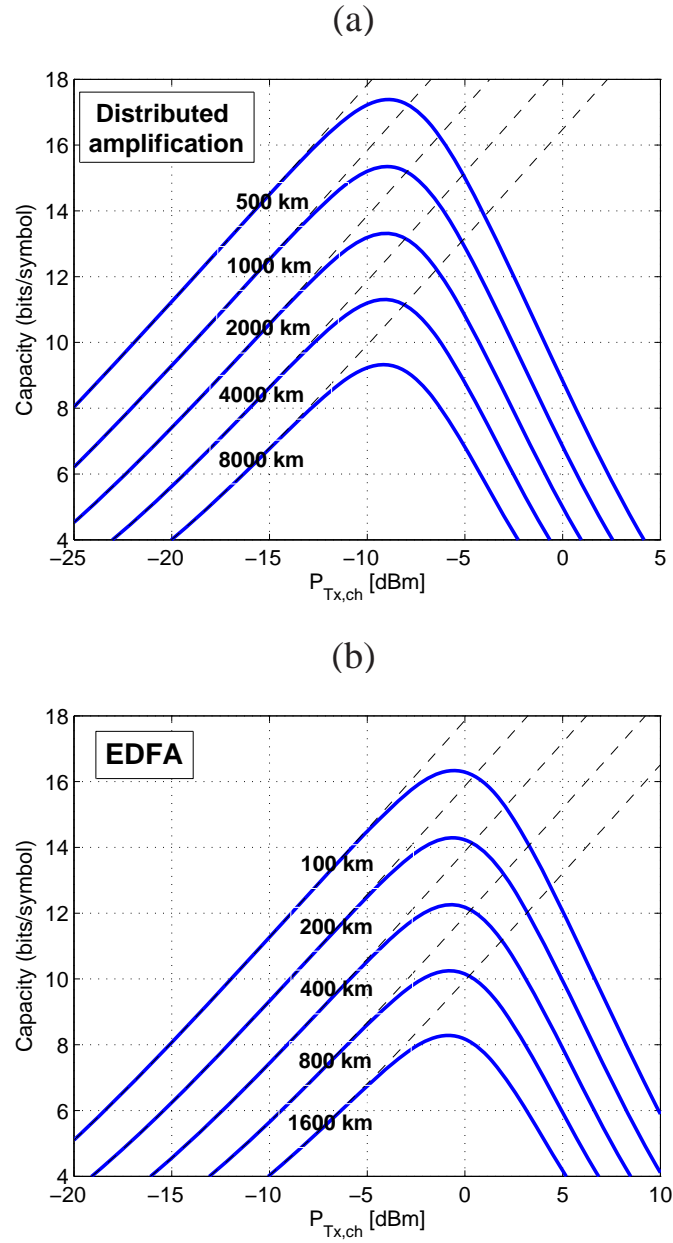 (a)
18
16
14
12
10
8
6
4
Capacity (bits/symbol)
Distributed
amplification
500 km
1000 km
2000 km
4000 km
8000 km
−25 −20 −15 −10 −5 0 5
P_Tx,ch [dBm]
(b)
18
16
14
12
10
8
6
4
Capacity (bits/symbol)
EDFA
100 km
200 km
400 km
800 km
1600 km
−20 −15 −10 −5 0 5 10
P_Tx,ch [dBm]